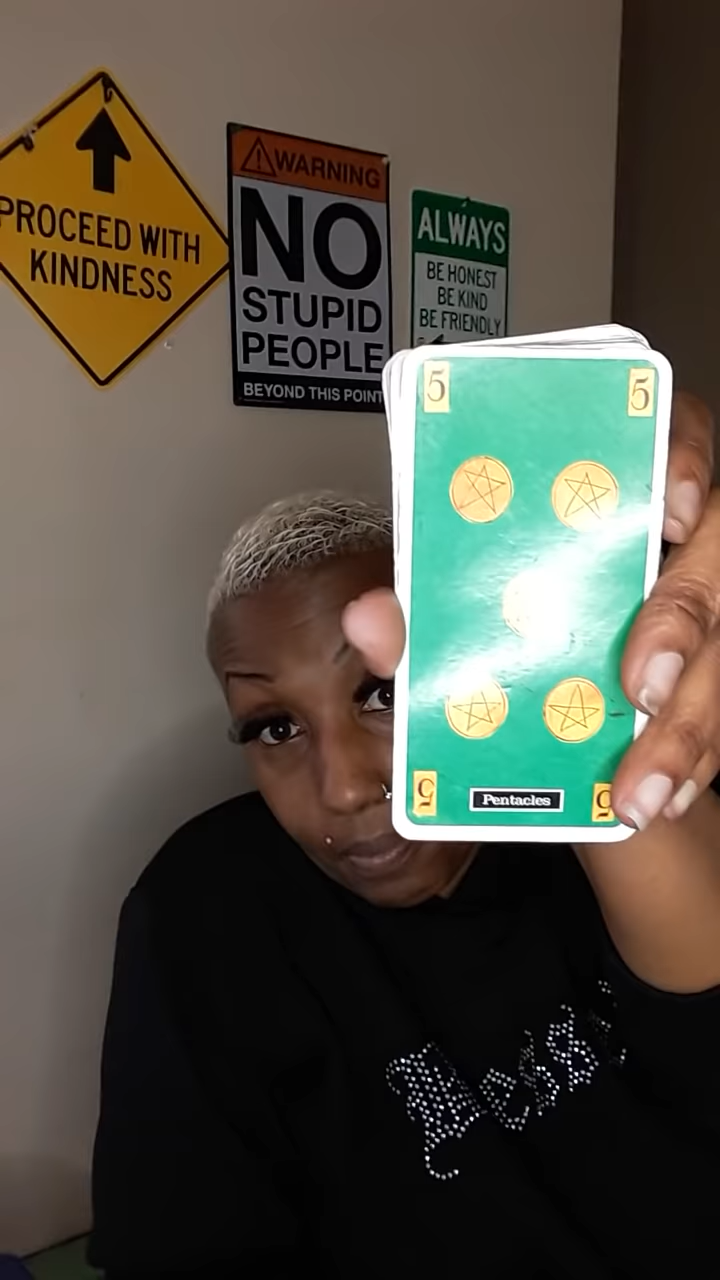 PROCEED WITH
KINDNESS
WARNING
NO
STUPID
PEOPLE
BEYOND THIS POINT
ALWAYS
BE HONEST
BE KIND
BE FRIENDLY
5
5
5
5
Pentacles